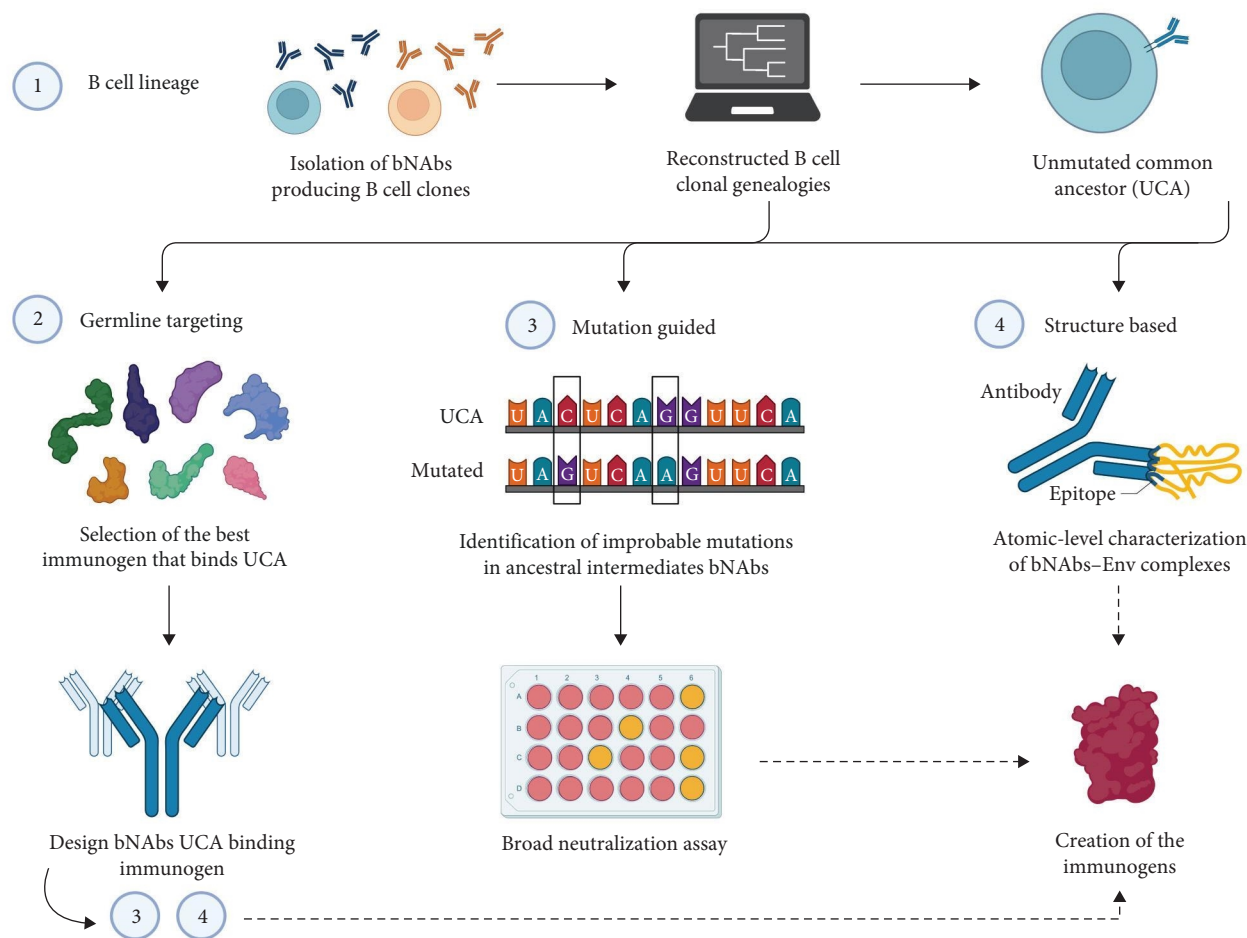 1
B cell lineage
Isolation of bNAbs
producing B cell clones
Reconstructed B cell
clonal genealogies
Unmutated common
ancestor (UCA)
2
Germline targeting
3
Mutation guided
4
Structure based
Selection of the best
immunogen that binds UCA
UCA
U A C U C A G G U U C A
Mutated
U A G U C A A G U U C A
Identification of improbable mutations
in ancestral intermediates bNAbs
Antibody
Epitope
Atomic-level characterization
of bNAbs–Env complexes
Design bNAbs UCA binding
immunogen
3 4
1 2 3 4 5 6
A
B
C
D
Broad neutralization assay
Creation of the
immunogens